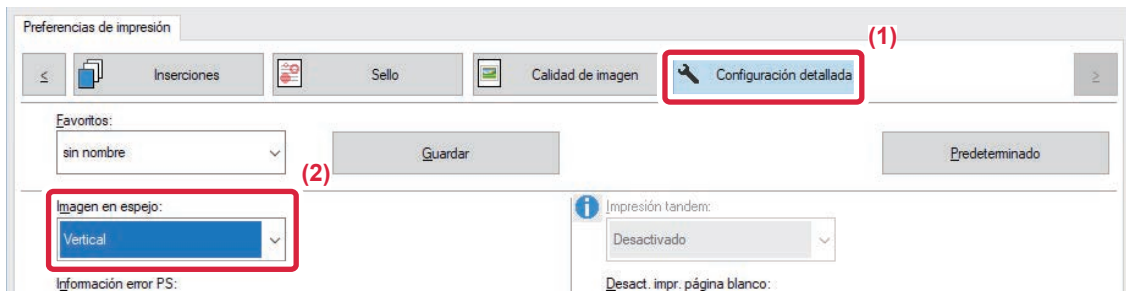 Preferencias de impresión
(1)
< Inserciones Sello Calidad de imagen Configuración detallada >
Favoritos:
sin nombre Guardar Predeterminado
(2)
Imagen en espejo: Impresión tandem:
Vertical Desactivado
Información error PS: Desact. impr. página blanco: